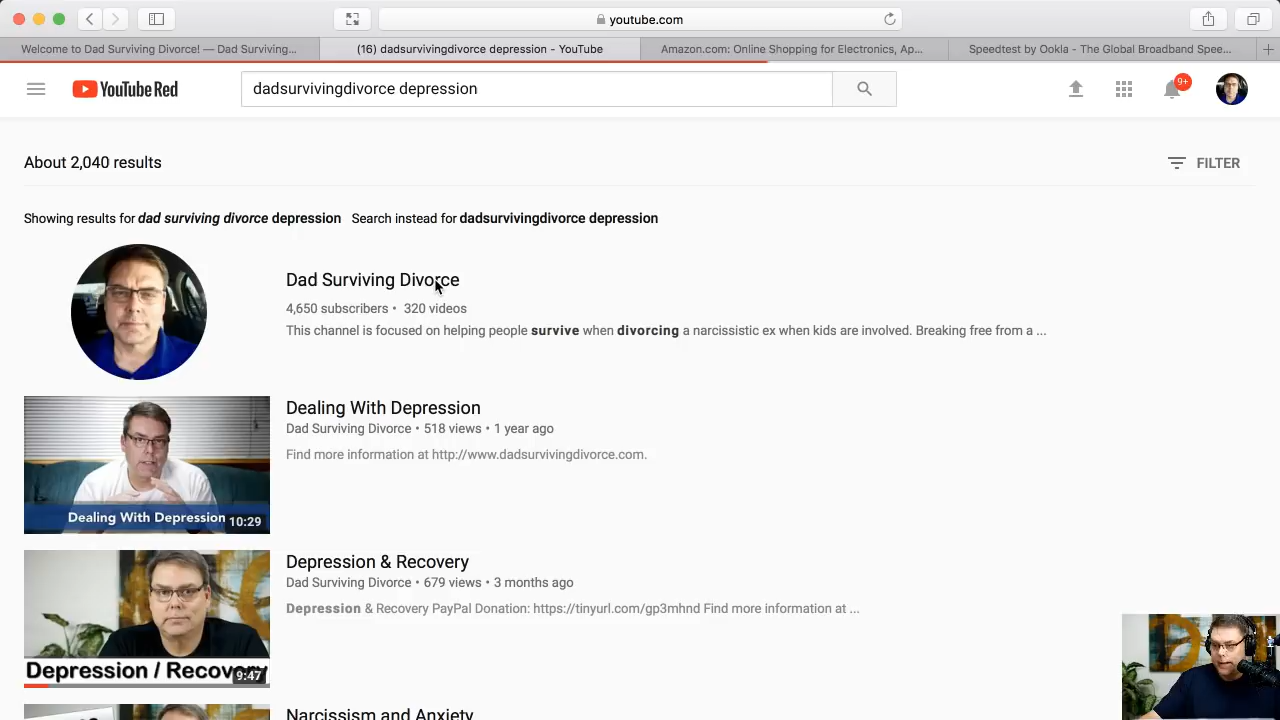 youtube.com
Welcome to Dad Surviving Divorce! — Dad Surviving...
(16) dadsurvivingdivorce depression - YouTube
Amazon.com: Online Shopping for Electronics, Ap...
Speedtest by Ookla - The Global Broadband Spee...
YouTube Red
dadsurvivingdivorce depression
9+
About 2,040 results
FILTER
Showing results for dad surviving divorce depression Search instead for dadsurvivingdivorce depression
Dad Surviving Divorce
4,650 subscribers • 320 videos
This channel is focused on helping people survive when divorcing a narcissistic ex when kids are involved. Breaking free from a ...
Dealing With Depression
Dad Surviving Divorce • 518 views • 1 year ago
Find more information at http://www.dadsurvivingdivorce.com.
Dealing With Depression
10:29
Depression & Recovery
Dad Surviving Divorce • 679 views • 3 months ago
Depression & Recovery PayPal Donation: https://tinyurl.com/gp3mhnd Find more information at ...
Depression / Recovery
9:47
Narcissism and Anxiety